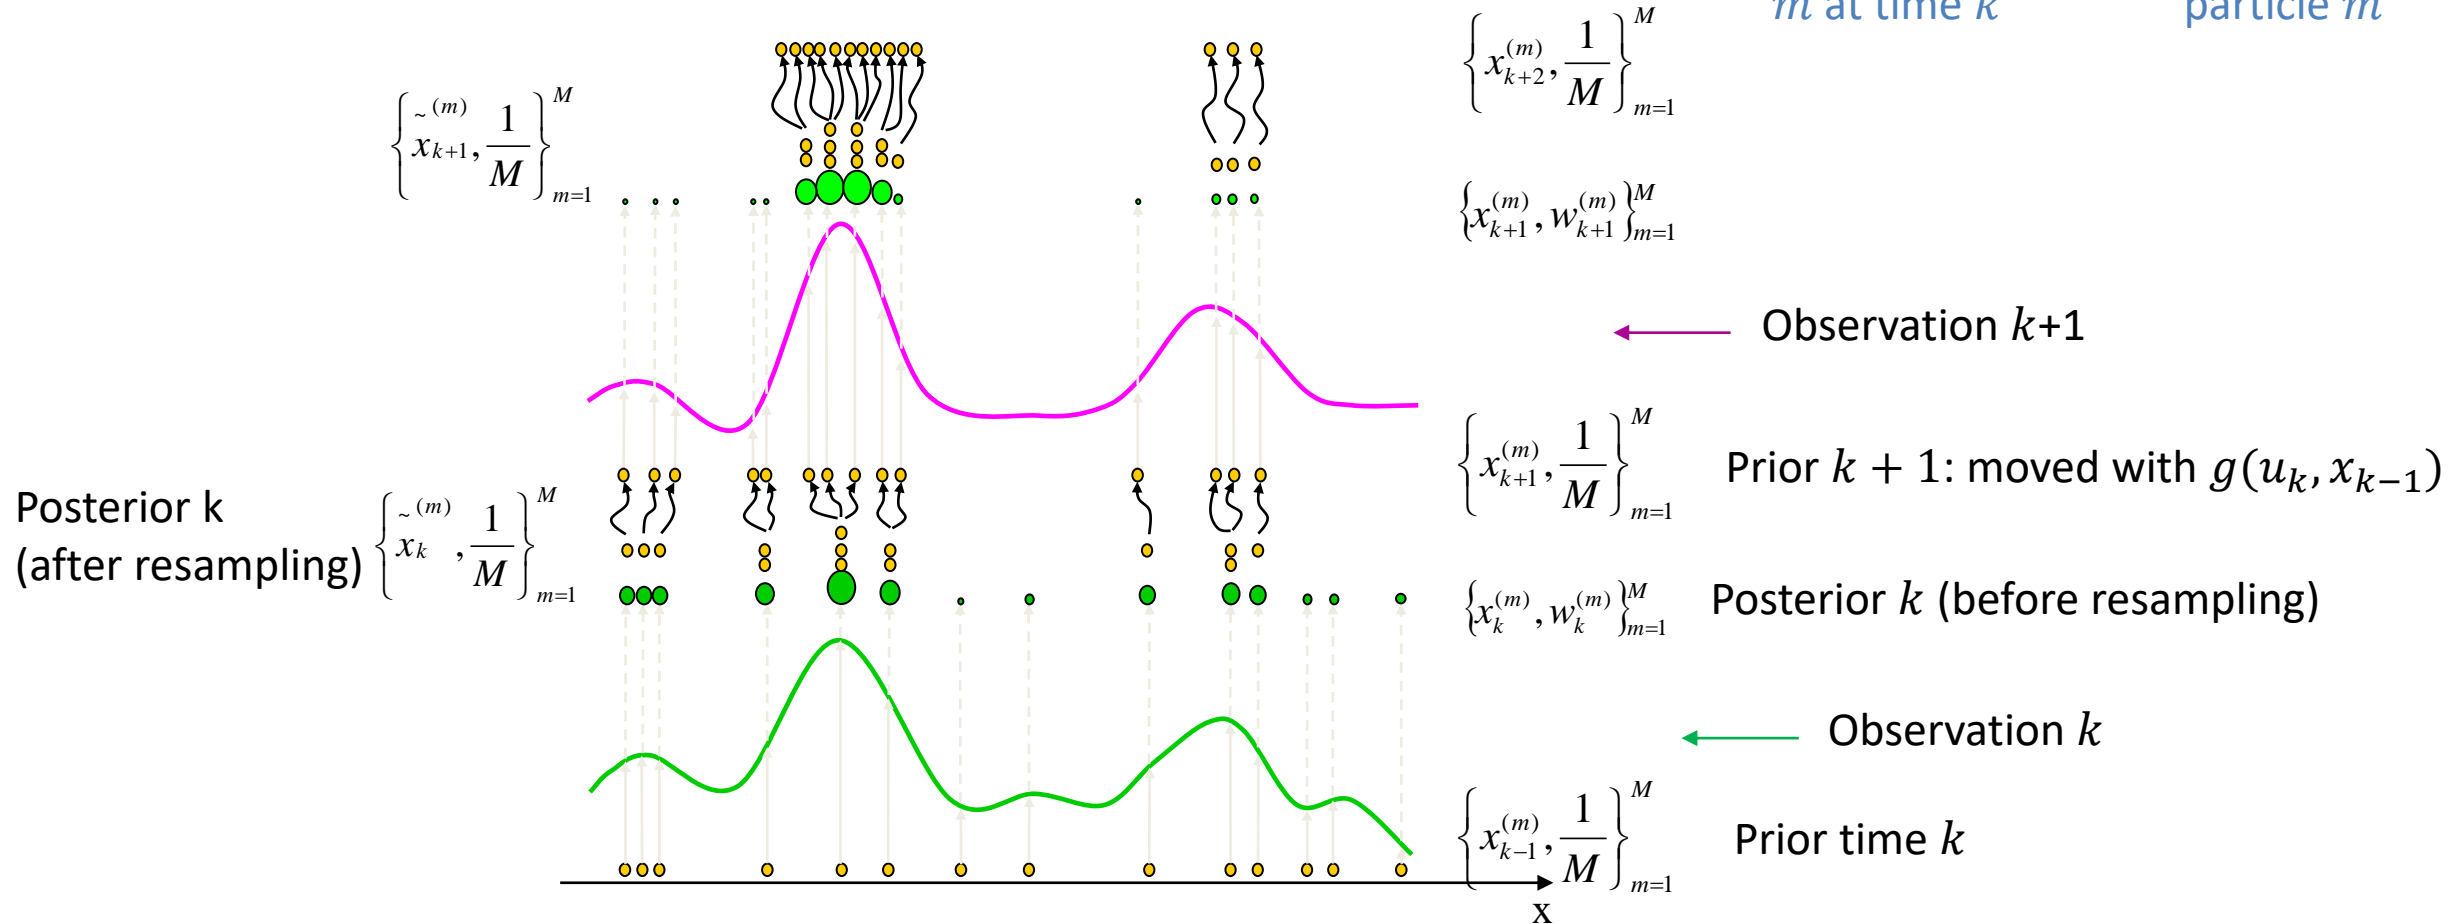 m at time k
particle m
{x_{k+2}^{(m)}, 1/M}_{m=1}^{M}
{x̃_{k+1}^{(m)}, 1/M}_{m=1}^{M}
{x_{k+1}^{(m)}, w_{k+1}^{(m)}}_{m=1}^{M}
Observation k+1
{x_{k+1}^{(m)}, 1/M}_{m=1}^{M}
Prior k + 1: moved with g(u_k, x_{k−1})
Posterior k
(after resampling)
{x̃_k^{(m)}, 1/M}_{m=1}^{M}
{x_k^{(m)}, w_k^{(m)}}_{m=1}^{M}
Posterior k (before resampling)
Observation k
{x_{k-1}^{(m)}, 1/M}_{m=1}^{M}
Prior time k
x